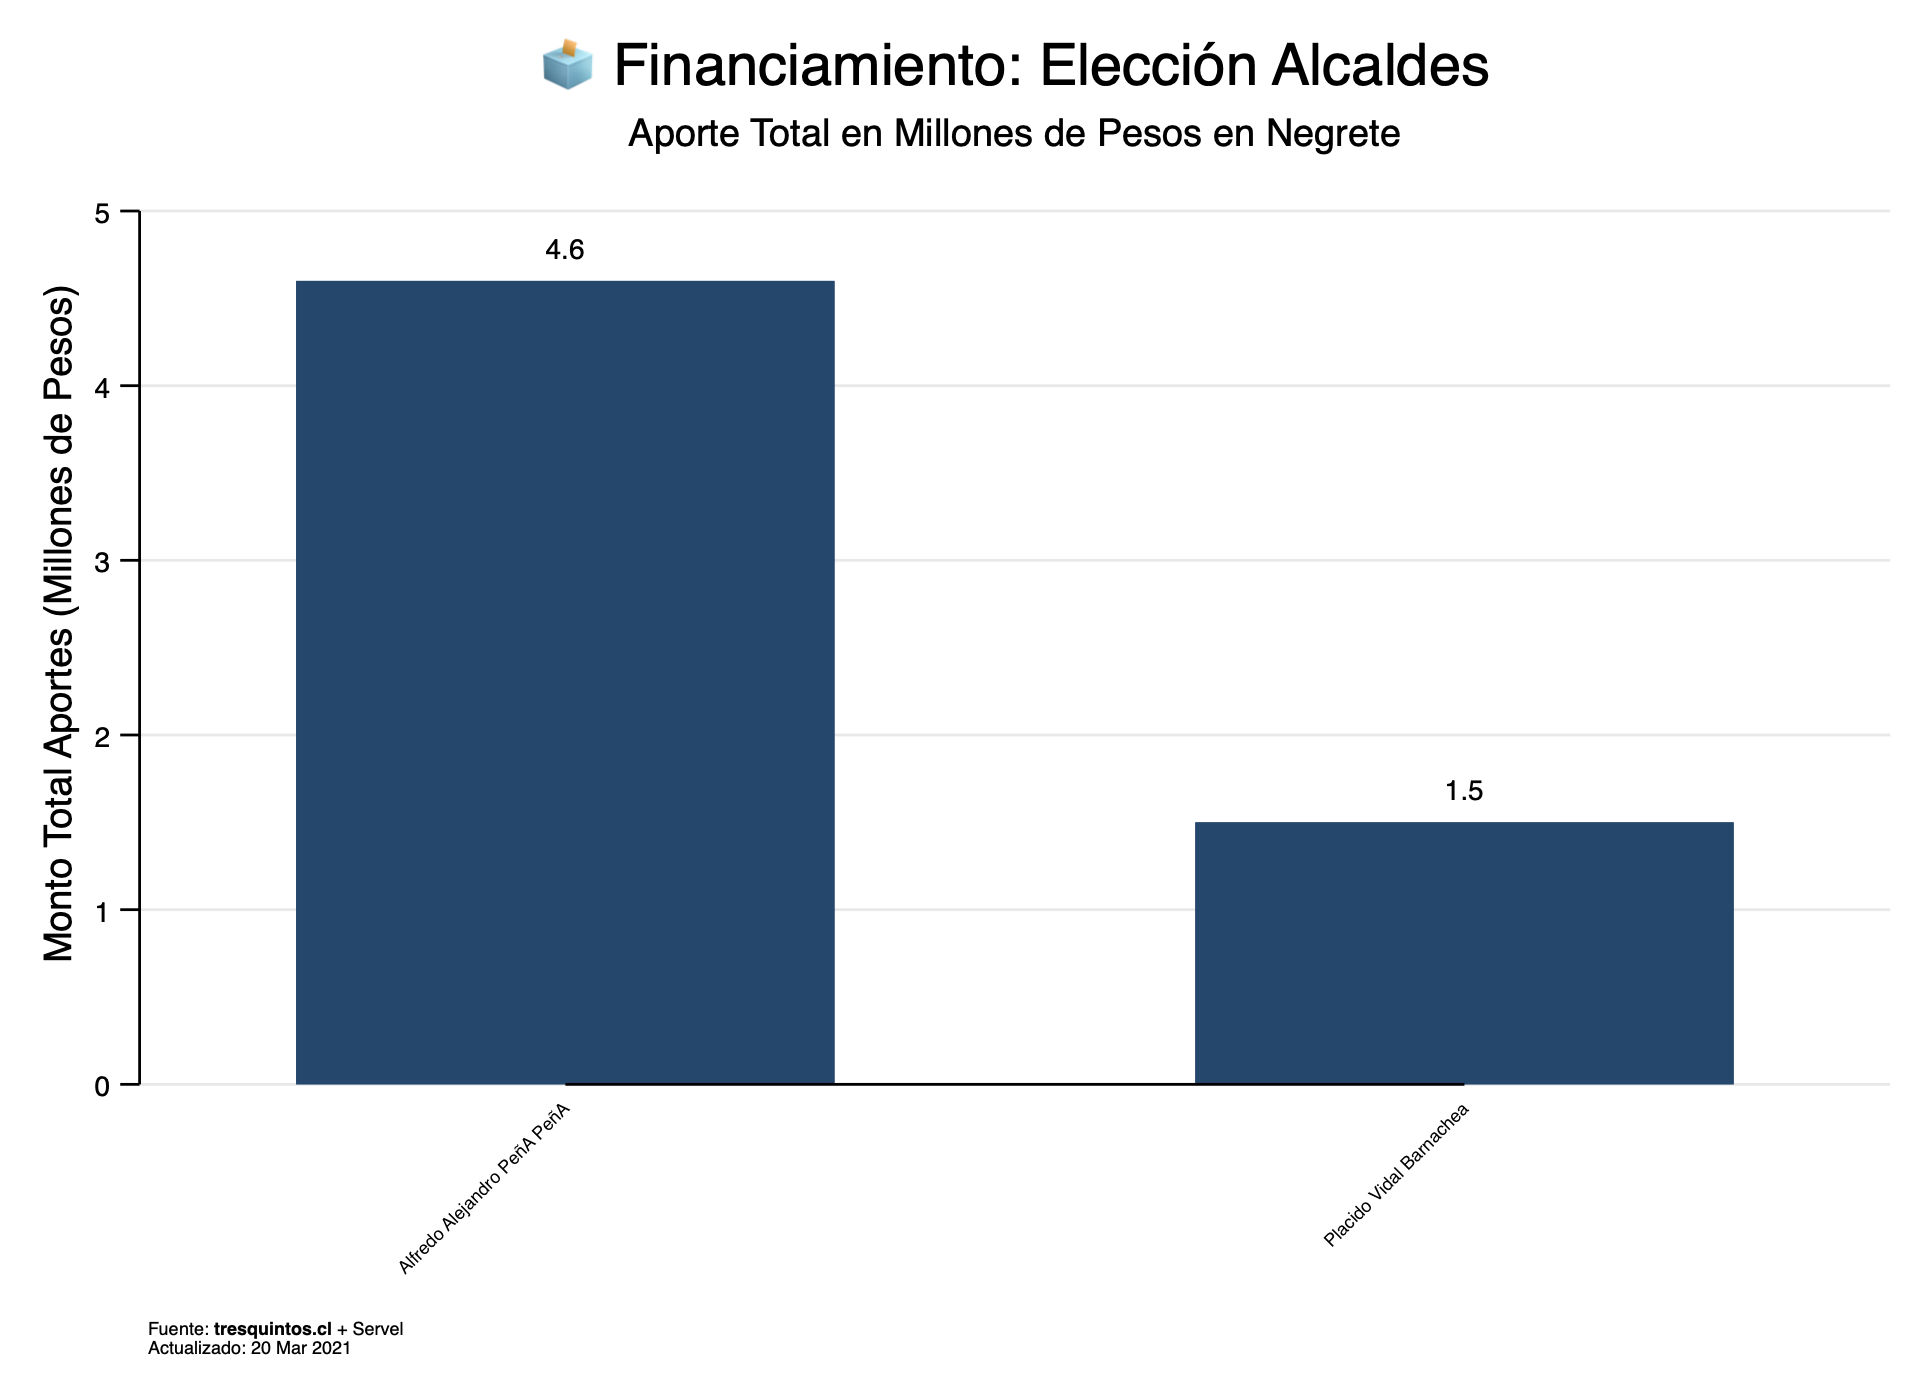 Financiamiento: Elección Alcaldes
Aporte Total en Millones de Pesos en Negrete
Monto Total Aportes (Millones de Pesos)
5
4
3
2
1
0
4.6
1.5
Alfredo Alejandro PeñA PeñA
Placido Vidal Barnachea
Fuente: tresquintos.cl + Servel
Actualizado: 20 Mar 2021